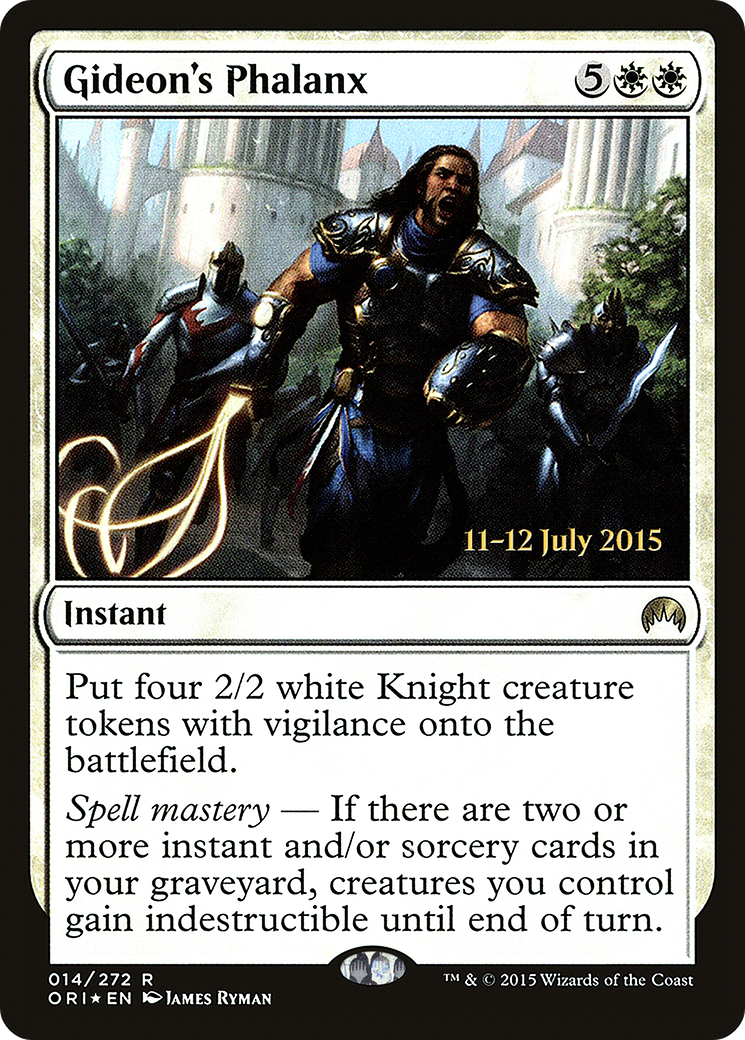 Gideon's Phalanx 5
11–12 July 2015
Instant
Put four 2/2 white Knight creature
tokens with vigilance onto the
battlefield.
Spell mastery — If there are two or
more instant and/or sorcery cards in
your graveyard, creatures you control
gain indestructible until end of turn.
014/272 R
ORI★EN James Ryman
™ & © 2015 Wizards of the Coast